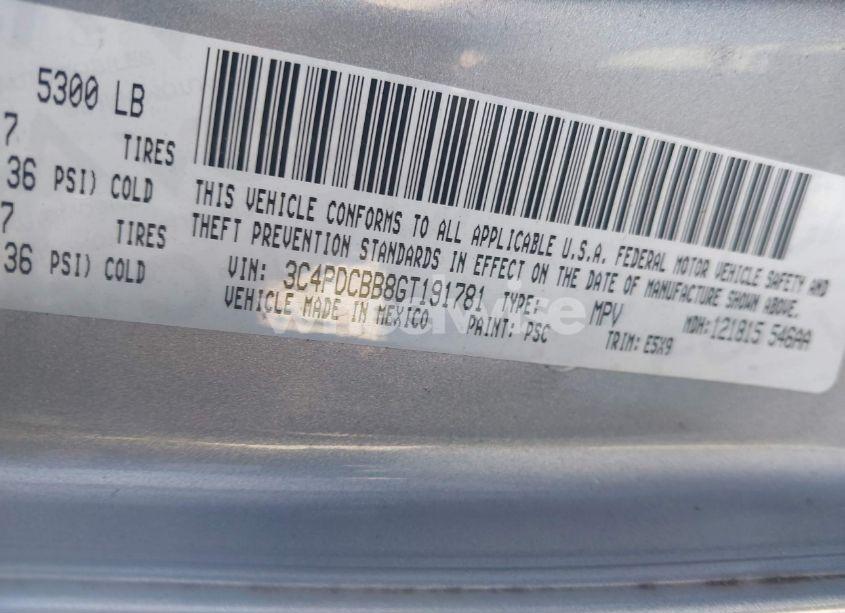 5300 LB
7 TIRES
36 PSI) COLD
7 TIRES
36 PSI) COLD
THIS VEHICLE CONFORMS TO ALL APPLICABLE U.S.A. FEDERAL MOTOR VEHICLE SAFETY AND
THEFT PREVENTION STANDARDS IN EFFECT ON THE DATE OF MANUFACTURE SHOWN ABOVE.
VIN: 3C4PDCBB8GT191781 TYPE: MPV MDH:121815 546AA
VEHICLE MADE IN MEXICO PAINT: PSC TRIM: E5X9